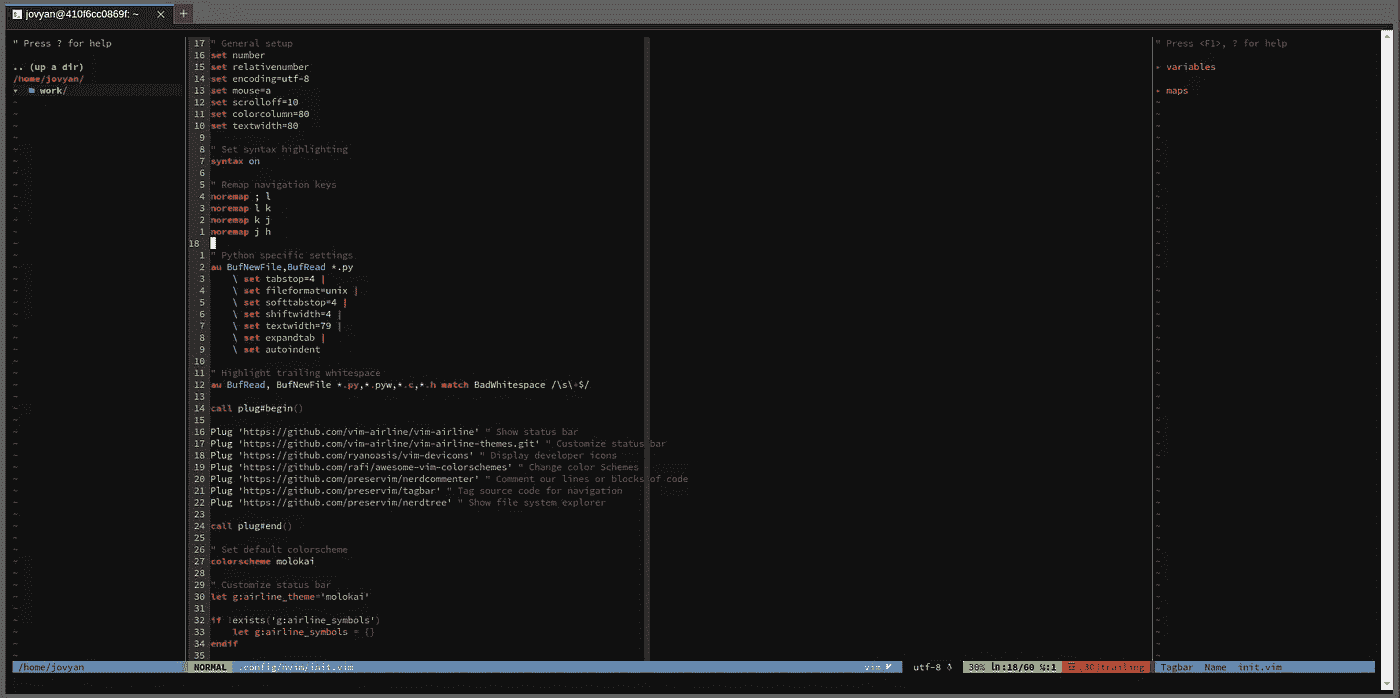 jovyan@410f6cc0869f: ~
" Press ? for help
.. (up a dir)
/home/jovyan/
work/
17 " General setup
16 set number
15 set relativenumber
14 set encoding=utf-8
13 set mouse=a
12 set scrolloff=10
11 set colorcolumn=80
10 set textwidth=80
9
8 " Set syntax highlighting
7 syntax on
6
5 " Remap navigation keys
4 noremap ; l
3 noremap l k
2 noremap k j
1 noremap j h
18
1 " Python specific settings
2 au BufNewFile,BufRead *.py
3 \ set tabstop=4 |
4 \ set fileformat=unix |
5 \ set softtabstop=4 |
6 \ set shiftwidth=4 |
7 \ set textwidth=79 |
8 \ set expandtab |
9 \ set autoindent
10
11 " Highlight trailing whitespace
12 au BufRead, BufNewFile *.py,*.pyw,*.c,*.h match BadWhitespace /\s\+$/
13
14 call plug#begin()
15
16 Plug 'https://github.com/vim-airline/vim-airline' " Show status bar
17 Plug 'https://github.com/vim-airline/vim-airline-themes.git' " Customize status bar
18 Plug 'https://github.com/ryanoasis/vim-devicons' " Display developer icons
19 Plug 'https://github.com/rafi/awesome-vim-colorschemes' " Change color Schemes
20 Plug 'https://github.com/preservim/nerdcommenter' " Comment our lines or blocks of code
21 Plug 'https://github.com/preservim/tagbar' " Tag source code for navigation
22 Plug 'https://github.com/preservim/nerdtree' " Show file system explorer
23
24 call plug#end()
25
26 " Set default colorscheme
27 colorscheme molokai
28
29 " Customize status bar
30 let g:airline_theme='molokai'
31
32 if !exists('g:airline_symbols')
33 let g:airline_symbols = {}
34 endif
35
" Press <F1>, ? for help
variables
maps
/home/jovyan
NORMAL .config/nvim/init.vim
vim
utf-8
30% ln:18/60 %:1
[30]trailing
Tagbar Name init.vim